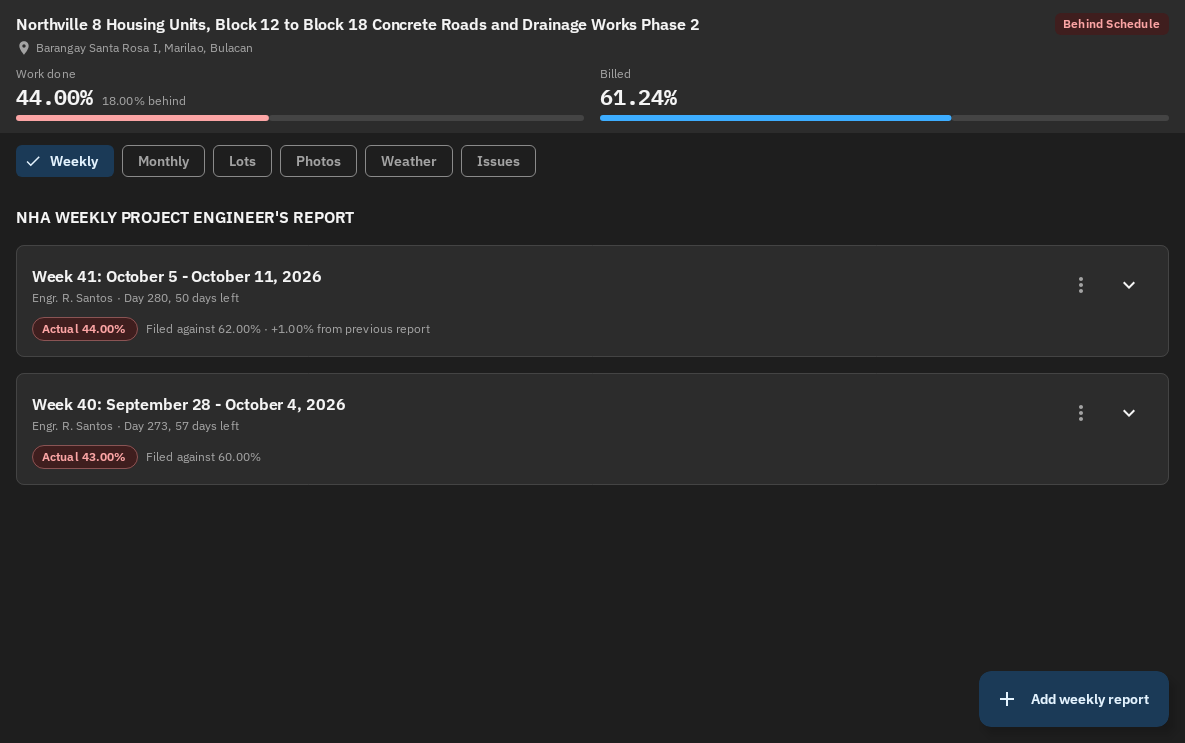 Northville 8 Housing Units, Block 12 to Block 18 Concrete Roads and Drainage Works Phase 2
Behind Schedule
Barangay Santa Rosa I, Marilao, Bulacan
Work done
44.00% 18.00% behind
Billed
61.24%
Weekly
Monthly
Lots
Photos
Weather
Issues
NHA WEEKLY PROJECT ENGINEER'S REPORT
Week 41: October 5 - October 11, 2026
Engr. R. Santos · Day 280, 50 days left
Actual 44.00% Filed against 62.00% · +1.00% from previous report
Week 40: September 28 - October 4, 2026
Engr. R. Santos · Day 273, 57 days left
Actual 43.00% Filed against 60.00%
Add weekly report